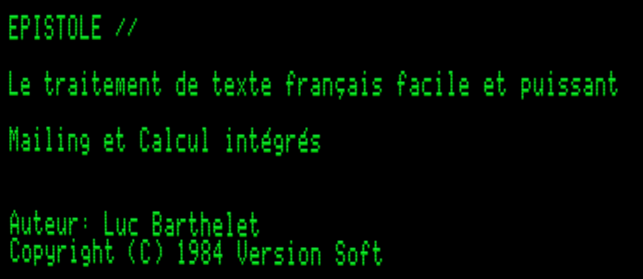 EPISTOLE //
Le traitement de texte français facile et puissant
Mailing et Calcul intégrés
Auteur: Luc Barthelet
Copyright (C) 1984 Version Soft